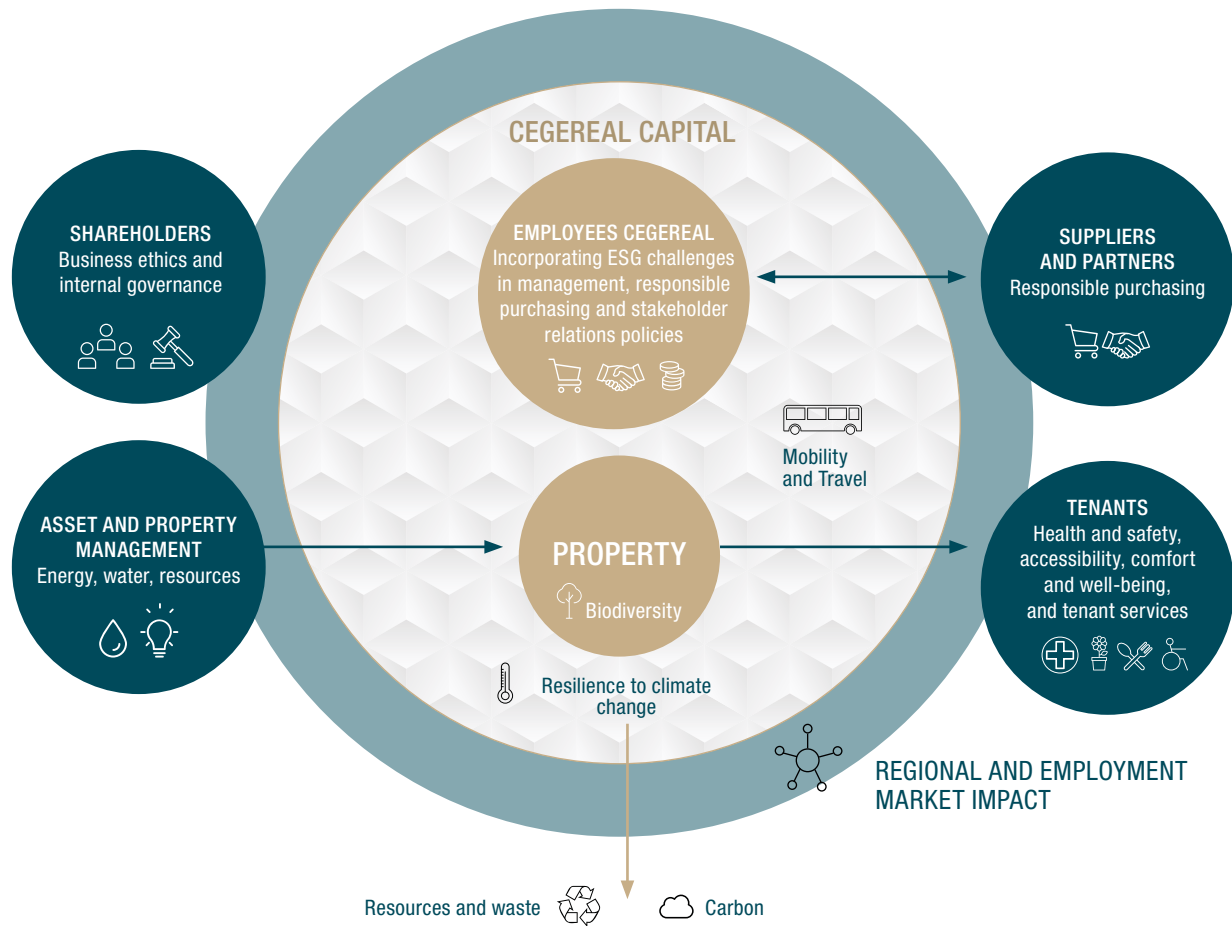 CEGEREAL CAPITAL
SHAREHOLDERS
Business ethics and
internal governance
EMPLOYEES CEGEREAL
Incorporating ESG challenges
in management, responsible
purchasing and stakeholder
relations policies
SUPPLIERS
AND PARTNERS
Responsible purchasing
Mobility
and Travel
ASSET AND PROPERTY
MANAGEMENT
Energy, water, resources
PROPERTY
Biodiversity
TENANTS
Health and safety,
accessibility, comfort
and well-being,
and tenant services
Resilience to climate
change
REGIONAL AND EMPLOYMENT
MARKET IMPACT
Resources and waste
Carbon